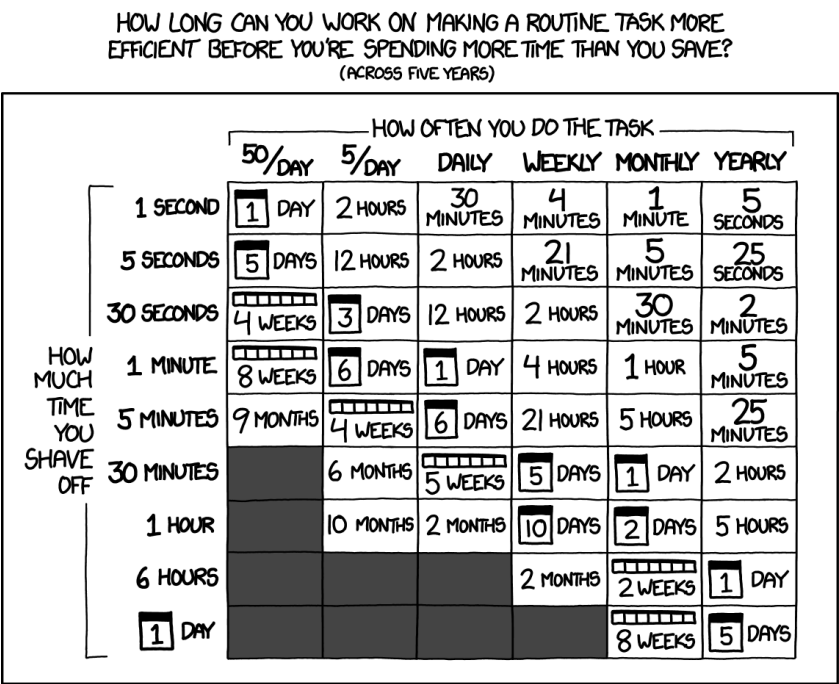 HOW LONG CAN YOU WORK ON MAKING A ROUTINE TASK MORE
EFFICIENT BEFORE YOU'RE SPENDING MORE TIME THAN YOU SAVE?
(ACROSS FIVE YEARS)
HOW OFTEN YOU DO THE TASK
50/DAY 5/DAY DAILY WEEKLY MONTHLY YEARLY
HOW MUCH TIME YOU SHAVE OFF
1 SECOND 1 DAY 2 HOURS 30 MINUTES 4 MINUTES 1 MINUTE 5 SECONDS
5 SECONDS 5 DAYS 12 HOURS 2 HOURS 21 MINUTES 5 MINUTES 25 SECONDS
30 SECONDS 4 WEEKS 3 DAYS 12 HOURS 2 HOURS 30 MINUTES 2 MINUTES
1 MINUTE 8 WEEKS 6 DAYS 1 DAY 4 HOURS 1 HOUR 5 MINUTES
5 MINUTES 9 MONTHS 4 WEEKS 6 DAYS 21 HOURS 5 HOURS 25 MINUTES
30 MINUTES 6 MONTHS 5 WEEKS 5 DAYS 1 DAY 2 HOURS
1 HOUR 10 MONTHS 2 MONTHS 10 DAYS 2 DAYS 5 HOURS
6 HOURS 2 MONTHS 2 WEEKS 1 DAY
1 DAY 8 WEEKS 5 DAYS